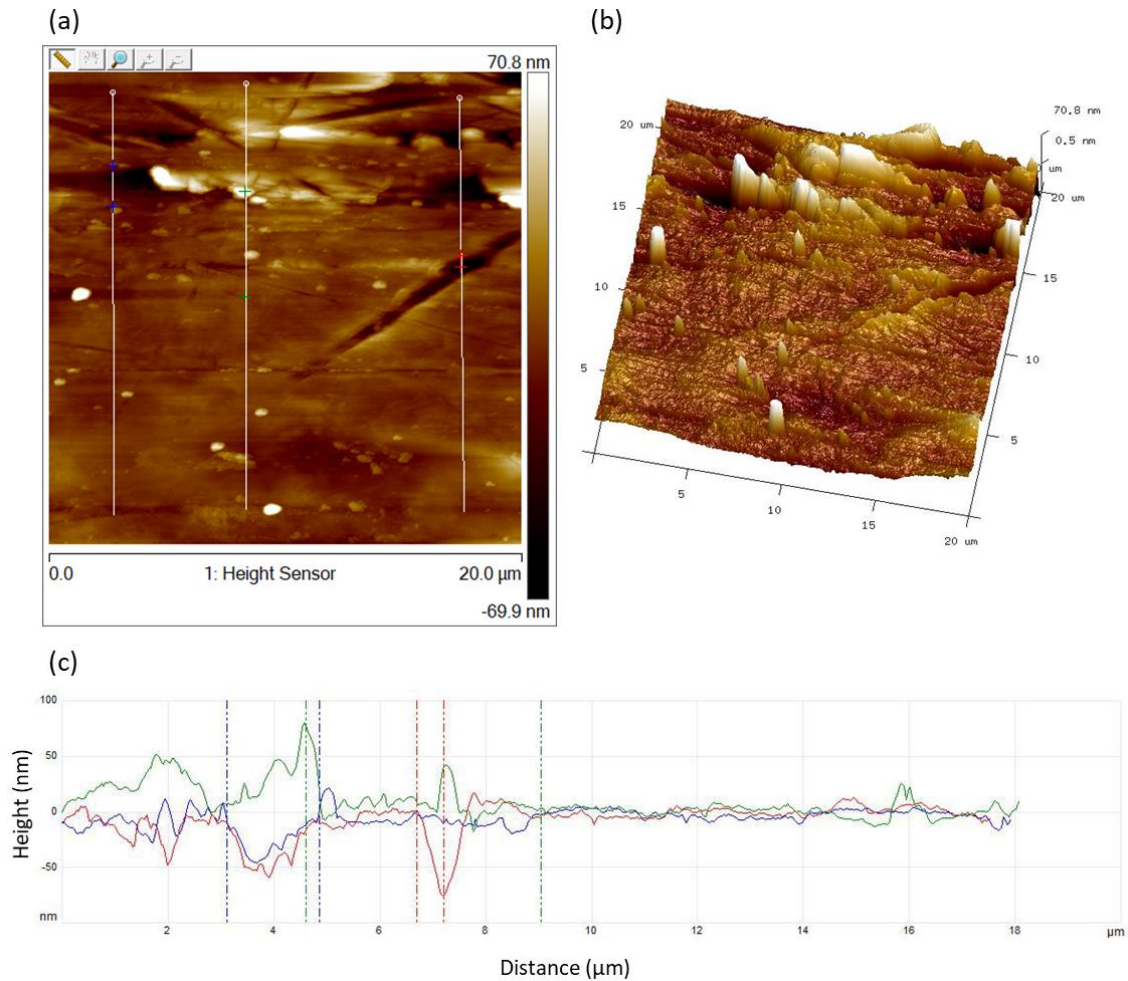 (a)
(b)
70.8 nm
0.0
1: Height Sensor
20.0 µm
-69.9 nm
70.8 nm
0.5 nm
um
20 um
20 um
15
15
10
10
5
5
5
10
15
20 um
(c)
Height (nm)
100
50
0
-50
nm
2
4
6
8
10
12
14
16
18
µm
Distance (µm)